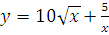 y = 10√x + 5/x